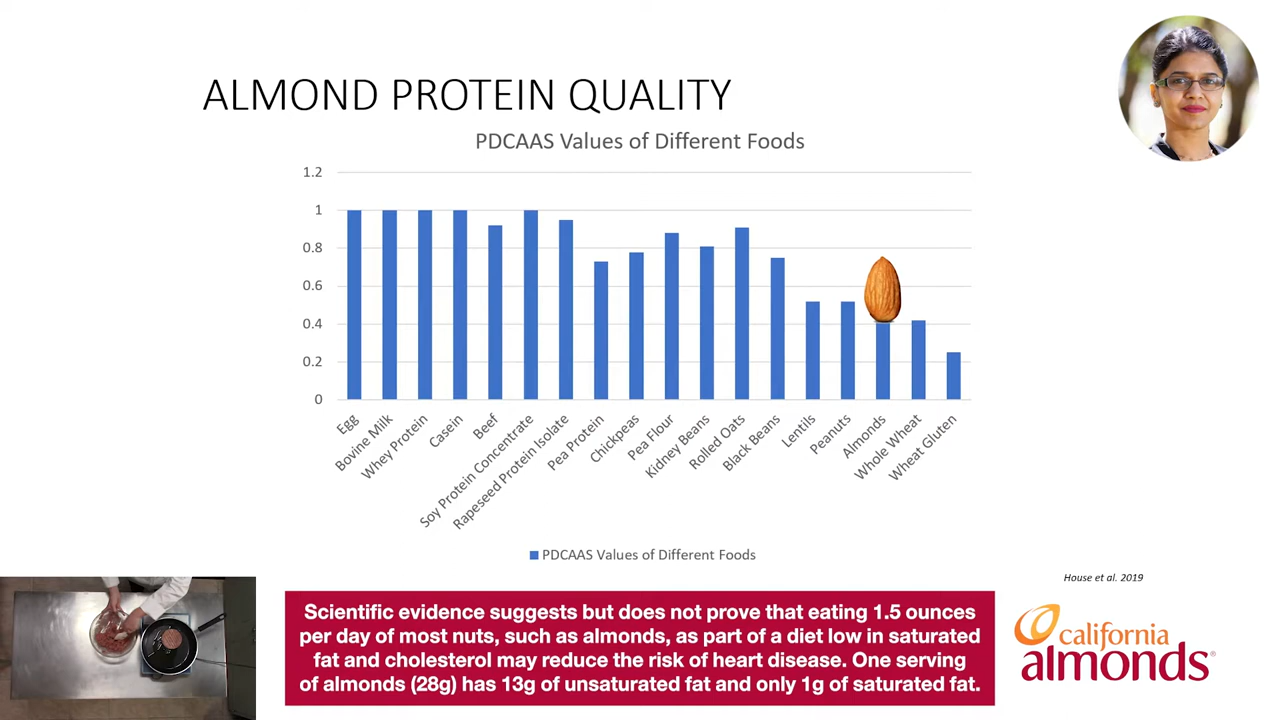 ALMOND PROTEIN QUALITY
PDCAAS Values of Different Foods
1.2
1
0.8
0.6
0.4
0.2
0
Egg
Bovine Milk
Whey Protein
Casein
Beef
Soy Protein Concentrate
Rapeseed Protein Isolate
Pea Protein
Chickpeas
Pea Flour
Kidney Beans
Rolled Oats
Black Beans
Lentils
Peanuts
Almonds
Whole Wheat
Wheat Gluten
PDCAAS Values of Different Foods
House et al. 2019
Scientific evidence suggests but does not prove that eating 1.5 ounces
per day of most nuts, such as almonds, as part of a diet low in saturated
fat and cholesterol may reduce the risk of heart disease. One serving
of almonds (28g) has 13g of unsaturated fat and only 1g of saturated fat.
california
almonds®